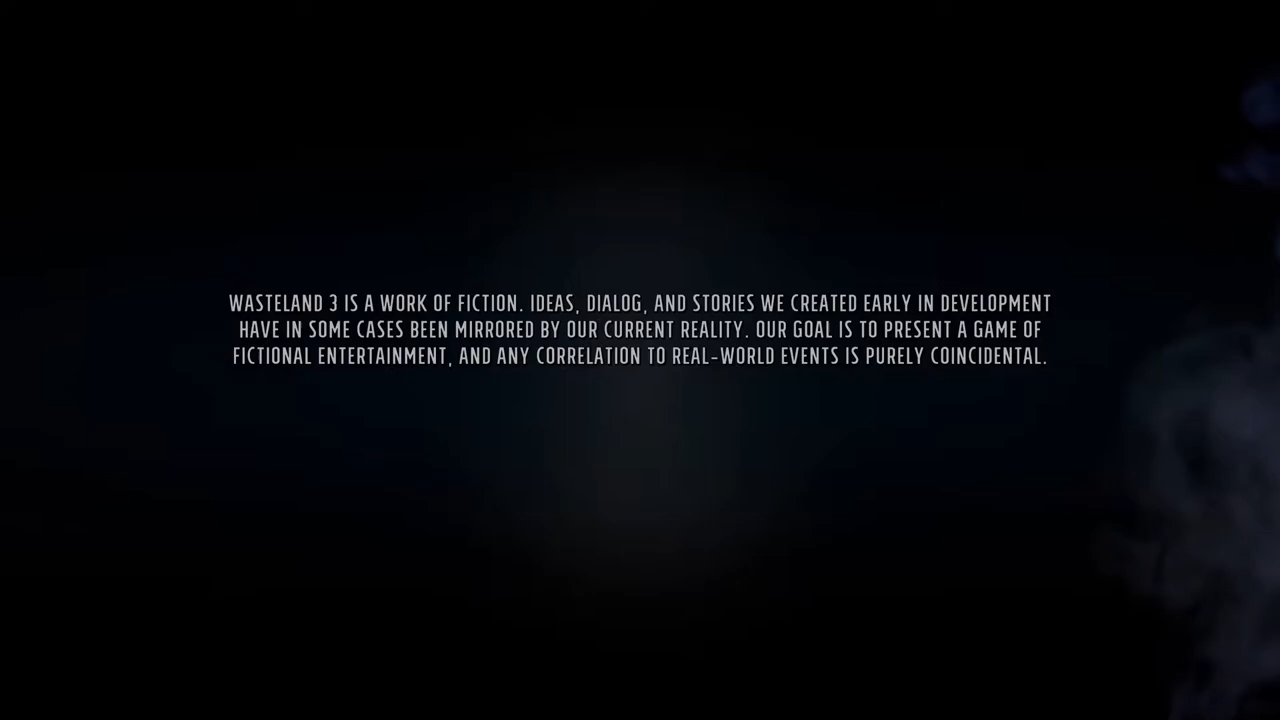 WASTELAND 3 IS A WORK OF FICTION. IDEAS, DIALOG, AND STORIES WE CREATED EARLY IN DEVELOPMENT
HAVE IN SOME CASES BEEN MIRRORED BY OUR CURRENT REALITY. OUR GOAL IS TO PRESENT A GAME OF
FICTIONAL ENTERTAINMENT, AND ANY CORRELATION TO REAL-WORLD EVENTS IS PURELY COINCIDENTAL.